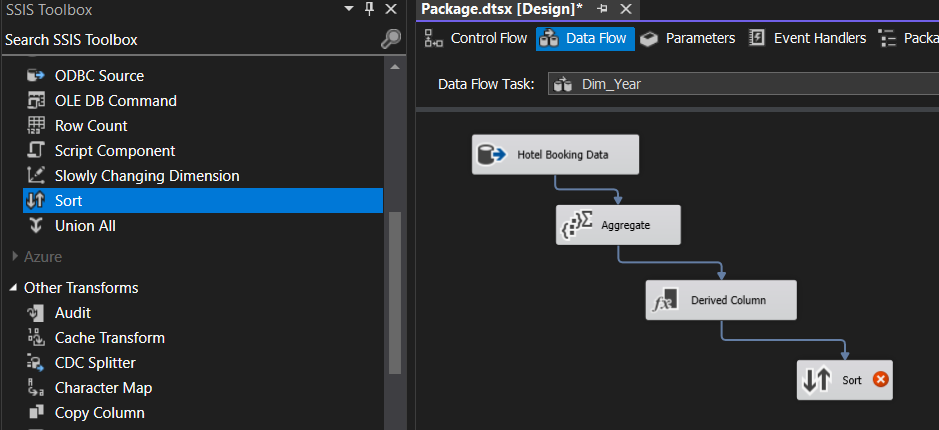 SSIS Toolbox
Search SSIS Toolbox
ODBC Source
OLE DB Command
Row Count
Script Component
Slowly Changing Dimension
Sort
Union All
Azure
Other Transforms
Audit
Cache Transform
CDC Splitter
Character Map
Copy Column
Package.dtsx [Design]*
Control Flow
Data Flow
Parameters
Event Handlers
Packa
Data Flow Task:
Dim_Year
Hotel Booking Data
Aggregate
Derived Column
Sort